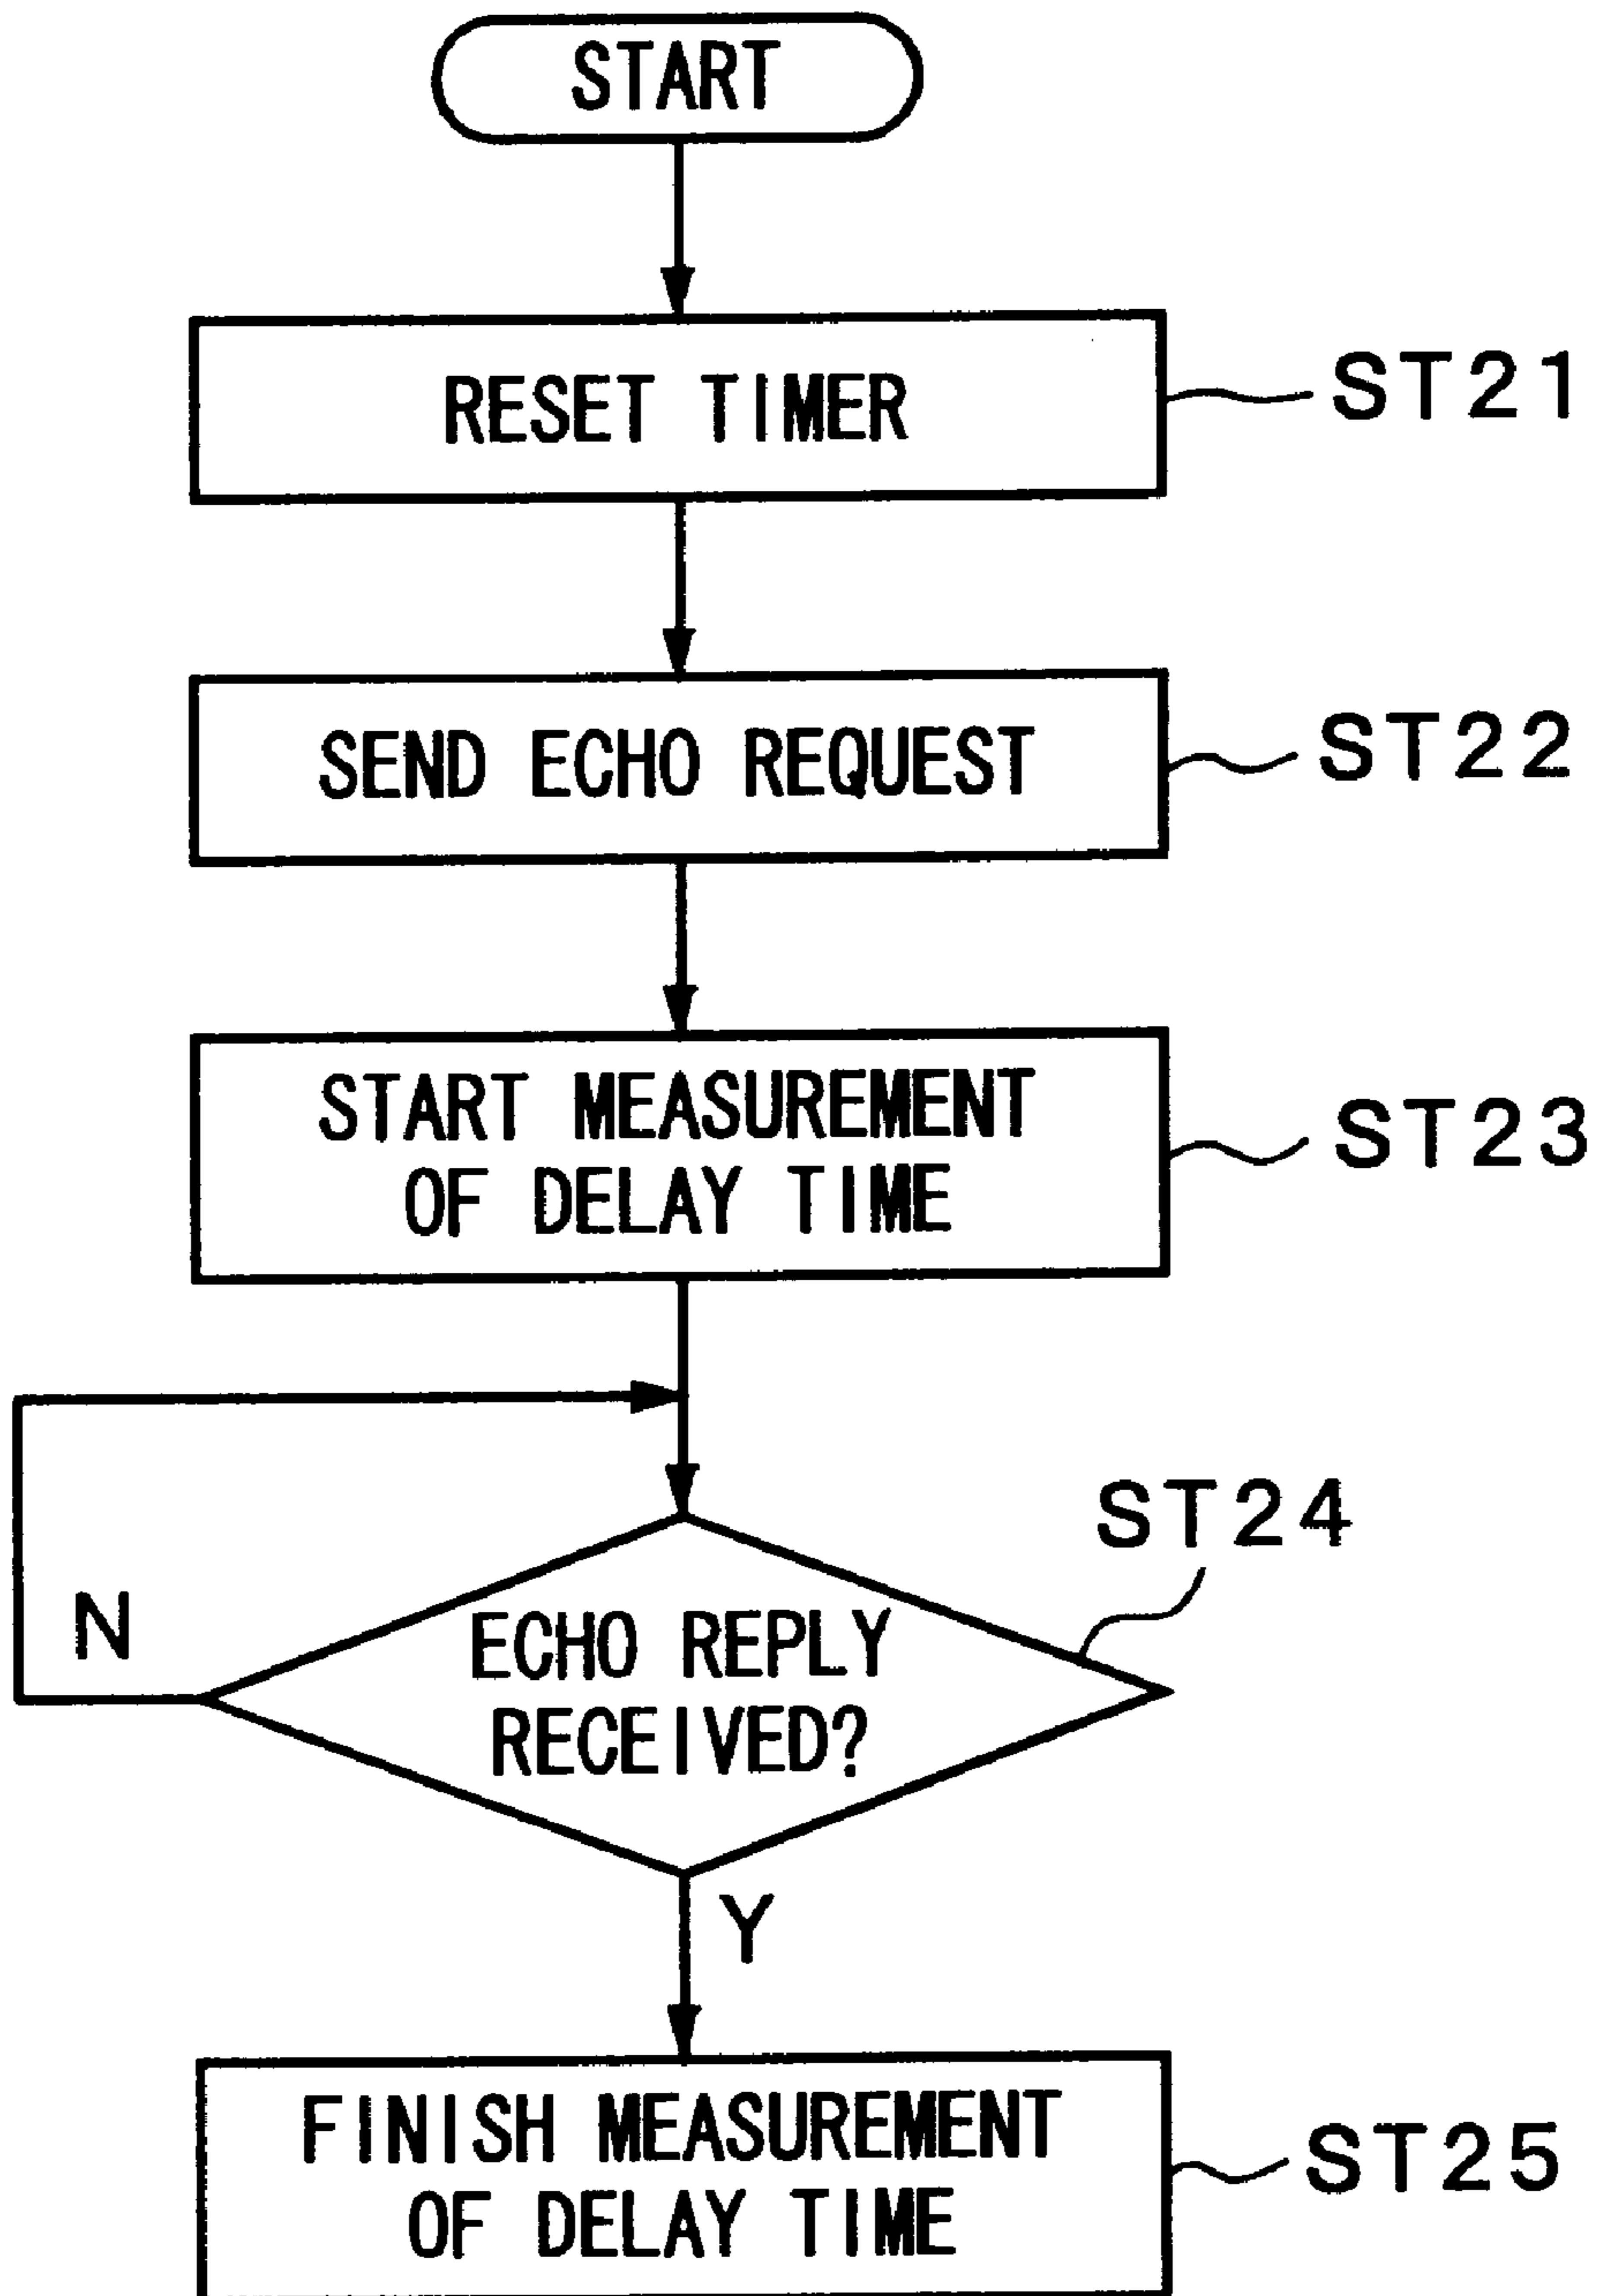 START
RESET TIMER
ST21
SEND ECHO REQUEST
ST22
START MEASUREMENT
OF DELAY TIME
ST23
ST24
N
ECHO REPLY
RECEIVED?
Y
FINISH MEASUREMENT
OF DELAY TIME
ST25